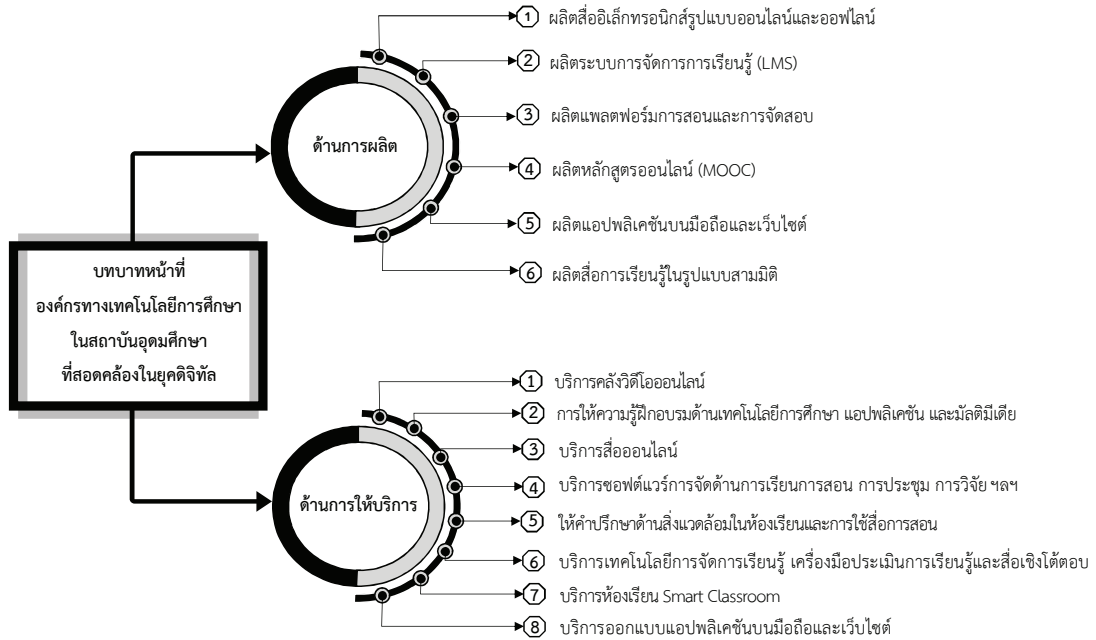 บทบาทหน้าที่
องค์กรทางเทคโนโลยีการศึกษา
ในสถาบันอุดมศึกษา
ที่สอดคล้องในยุคดิจิทัล
ด้านการผลิต
1 ผลิตสื่ออิเล็กทรอนิกส์รูปแบบออนไลน์และออฟไลน์
2 ผลิตระบบการจัดการการเรียนรู้ (LMS)
3 ผลิตแพลตฟอร์มการสอนและการจัดสอบ
4 ผลิตหลักสูตรออนไลน์ (MOOC)
5 ผลิตแอปพลิเคชันบนมือถือและเว็บไซต์
6 ผลิตสื่อการเรียนรู้ในรูปแบบสามมิติ
ด้านการให้บริการ
1 บริการคลังวิดีโอออนไลน์
2 การให้ความรู้ฝึกอบรมด้านเทคโนโลยีการศึกษา แอปพลิเคชัน และมัลติมีเดีย
3 บริการสื่อออนไลน์
4 บริการซอฟต์แวร์การจัดด้านการเรียนการสอน การประชุม การวิจัย ฯลฯ
5 ให้คำปรึกษาด้านสิ่งแวดล้อมในห้องเรียนและการใช้สื่อการสอน
6 บริการเทคโนโลยีการจัดการเรียนรู้ เครื่องมือประเมินการเรียนรู้และสื่อเชิงโต้ตอบ
7 บริการห้องเรียน Smart Classroom
8 บริการออกแบบแอปพลิเคชันบนมือถือและเว็บไซต์